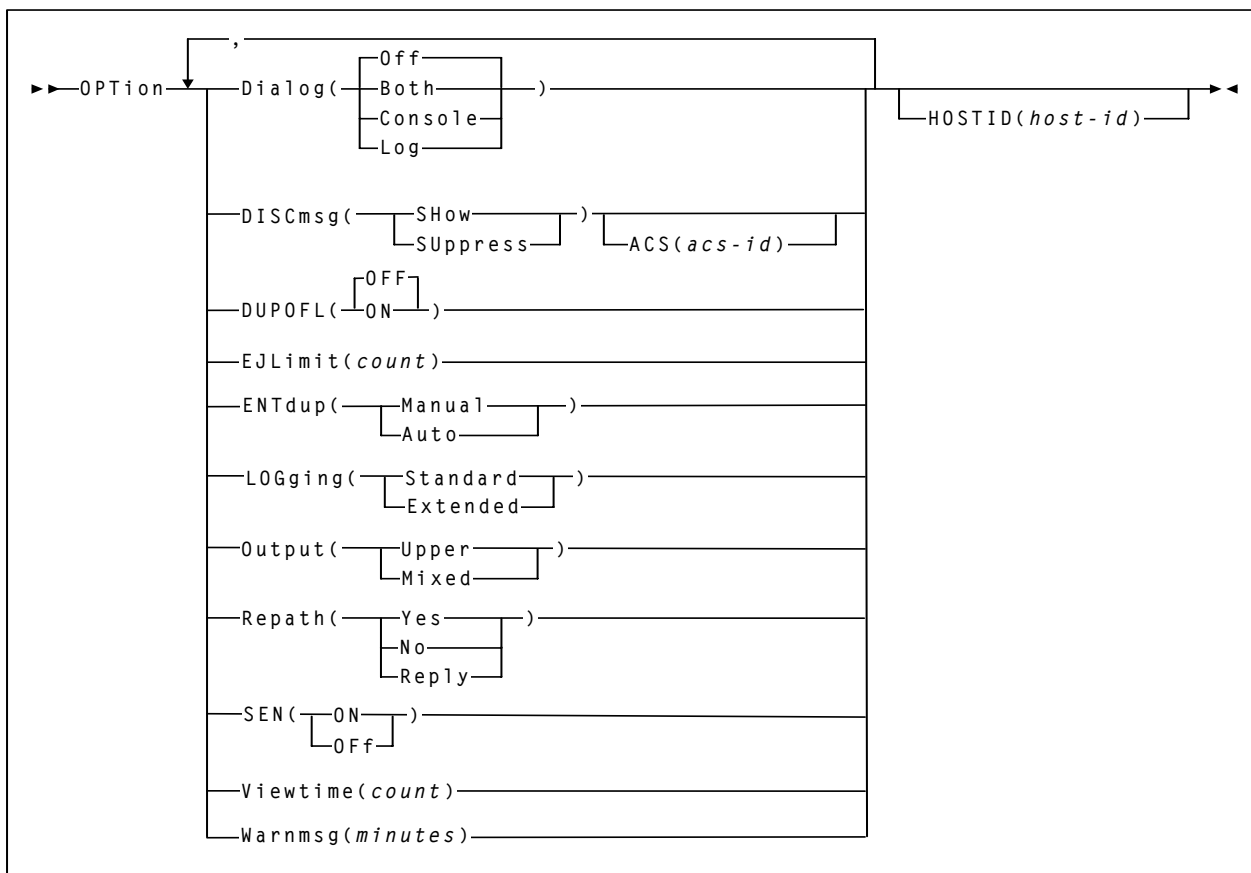 ,
Off
OPTion Dialog( Both )
Console
Log
HOSTID(host-id)
DISCmsg( SHow )
SUppress ACS(acs-id)
OFF
DUPOFL( ON )
EJLimit(count)
ENTdup( Manual )
Auto
LOGging( Standard )
Extended
Output( Upper )
Mixed
Repath( Yes )
No
Reply
SEN( ON )
OFf
Viewtime(count)
Warnmsg(minutes)